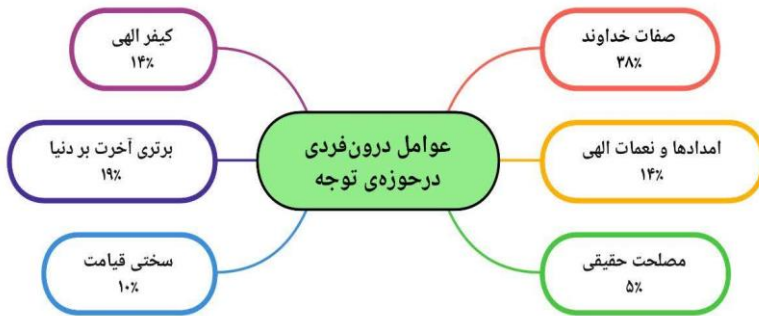 عوامل درون‌فردی
درحوزه‌ی توجه
صفات خداوند
۳۸٪
امدادها و نعمات الهی
۱۴٪
مصلحت حقیقی
۵٪
کیفر الهی
۱۴٪
برتری آخرت بر دنیا
۱۹٪
سختی قیامت
۱۰٪